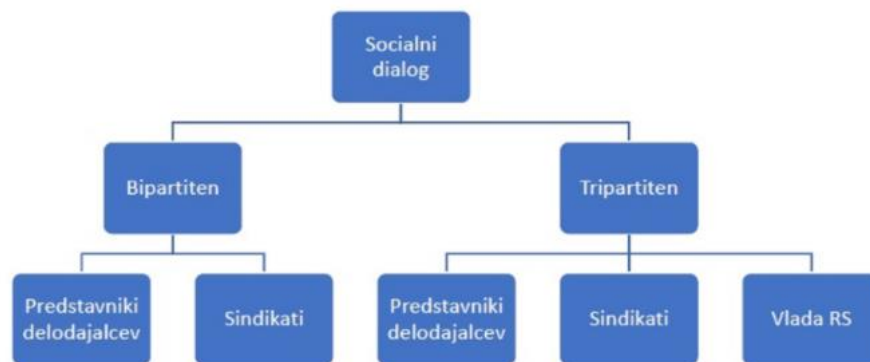 Socialni
dialog
Bipartiten
Tripartiten
Predstavniki
delodajalcev
Sindikati
Predstavniki
delodajalcev
Sindikati
Vlada RS